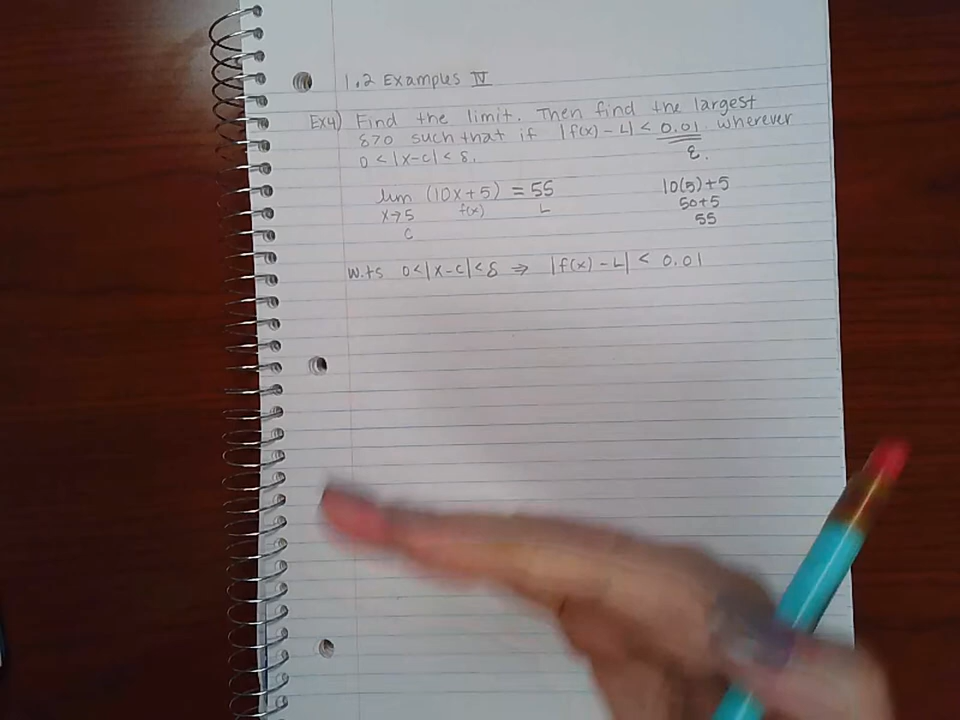 1.2 Examples IV
Ex4) Find the limit. Then find the largest
δ>0 such that if |f(x) - L| < 0.01 wherever
0 < |x-c| < δ.
ε.
lim (10x+5) = 55
x→5 f(x) L
c
10(5)+5
50+5
55
W.t.s 0<|x-c|<δ ⇒ |f(x) - L| < 0.01